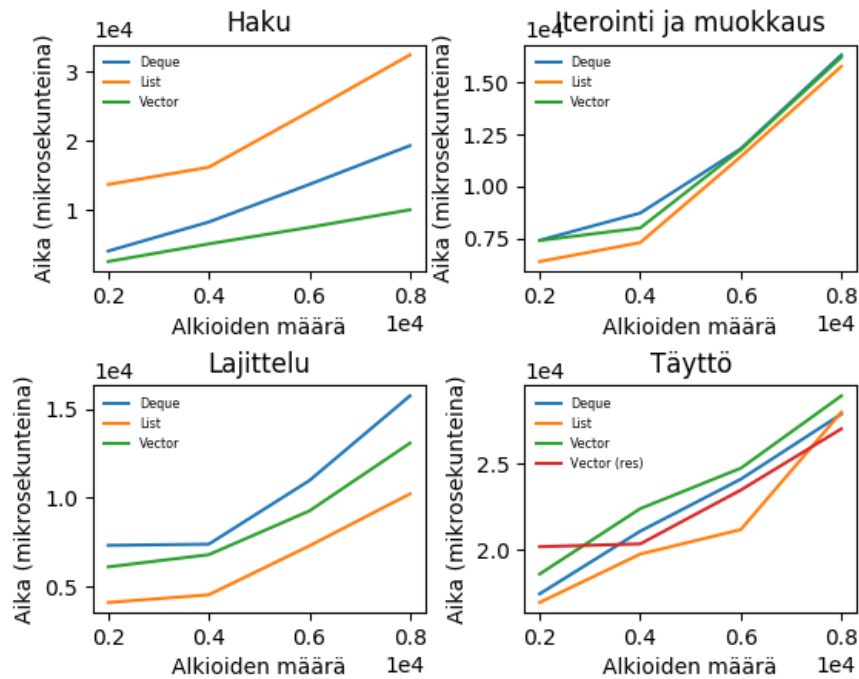 Haku
1e4
Aika (mikrosekunteina)
3
2
1
Deque
List
Vector
0.2 0.4 0.6 0.8
Alkioiden määrä
1e4
Iterointi ja muokkaus
1e4
Aika (mikrosekunteina)
1.50
1.25
1.00
0.75
Deque
List
Vector
0.2 0.4 0.6 0.8
Alkioiden määrä
1e4
Lajittelu
1e4
Aika (mikrosekunteina)
1.5
1.0
0.5
Deque
List
Vector
0.2 0.4 0.6 0.8
Alkioiden määrä
1e4
Täyttö
1e4
Aika (mikrosekunteina)
2.5
2.0
Deque
List
Vector
Vector (res)
0.2 0.4 0.6 0.8
Alkioiden määrä
1e4